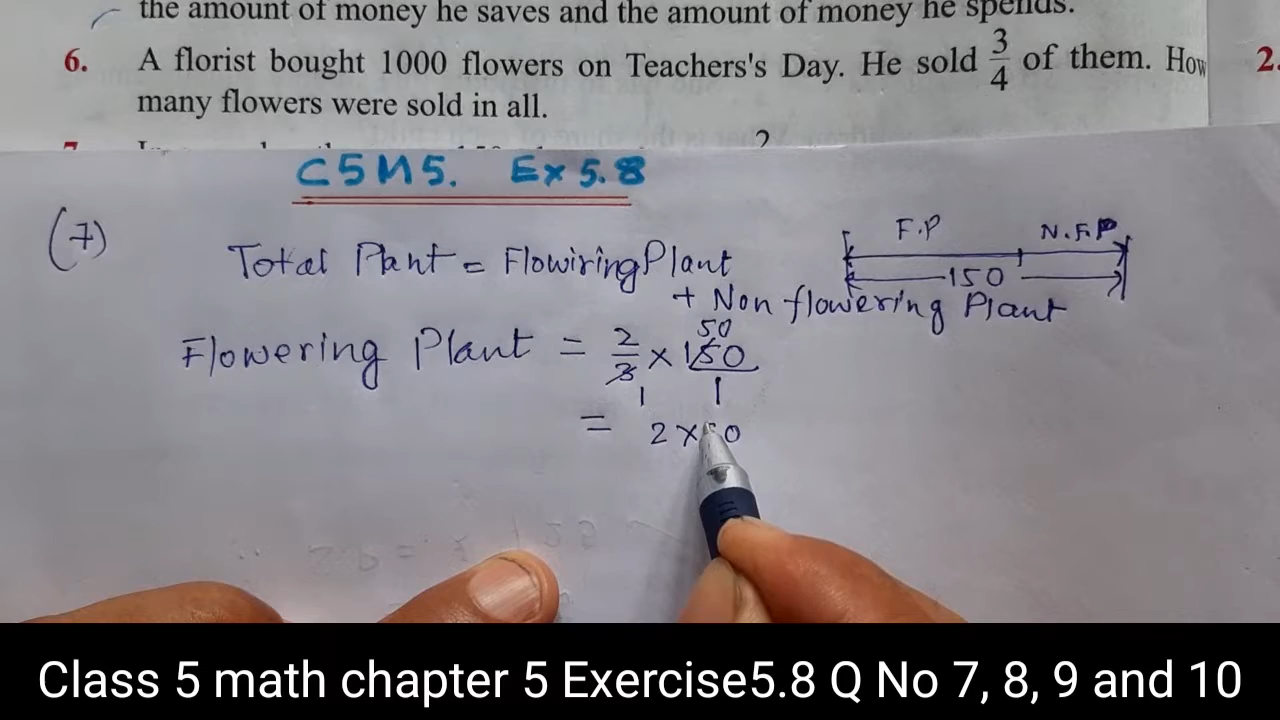 the amount of money he saves and the amount of money he spends.
6. A florist bought 1000 flowers on Teachers's Day. He sold 3/4 of them. How
many flowers were sold in all.
2.
C5M5. Ex 5.8
(7)
Total Plant = Flowiring Plant
+ Non flowering Plant
F.P N.F.P
150
Flowering Plant = 2/3 × 150/1
50
1
= 2 × 50
Class 5 math chapter 5 Exercise5.8 Q No 7, 8, 9 and 10